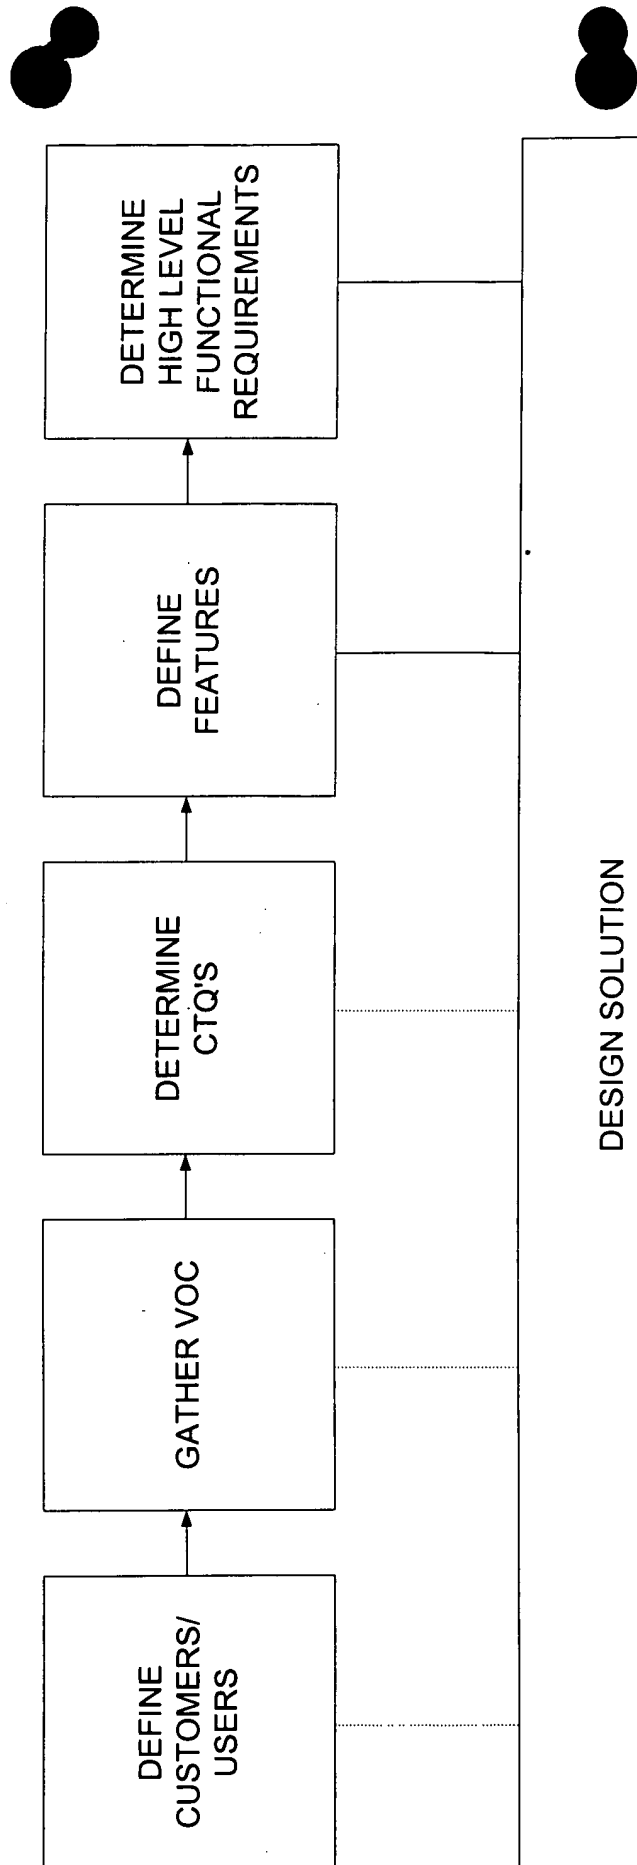 DEFINE
CUSTOMERS/
USERS
GATHER VOC
DETERMINE
CTQ'S
DEFINE
FEATURES
DETERMINE
HIGH LEVEL
FUNCTIONAL
REQUIREMENTS
DESIGN SOLUTION